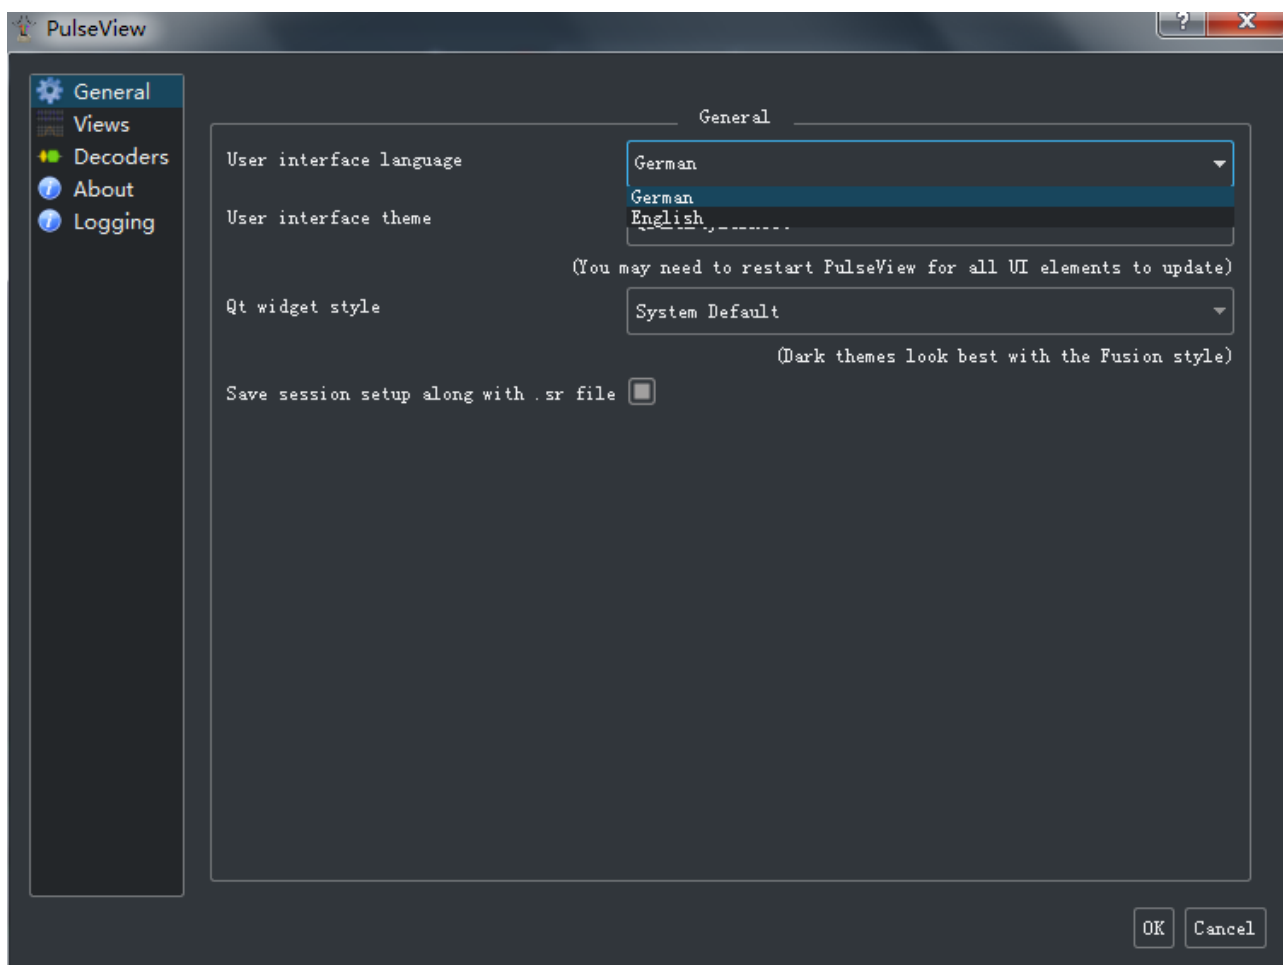 PulseView
?
X
General
Views
Decoders
About
Logging
General
User interface language
German
German
English
User interface theme
(You may need to restart PulseView for all UI elements to update)
Qt widget style
System Default
(Dark themes look best with the Fusion style)
Save session setup along with .sr file
OK
Cancel